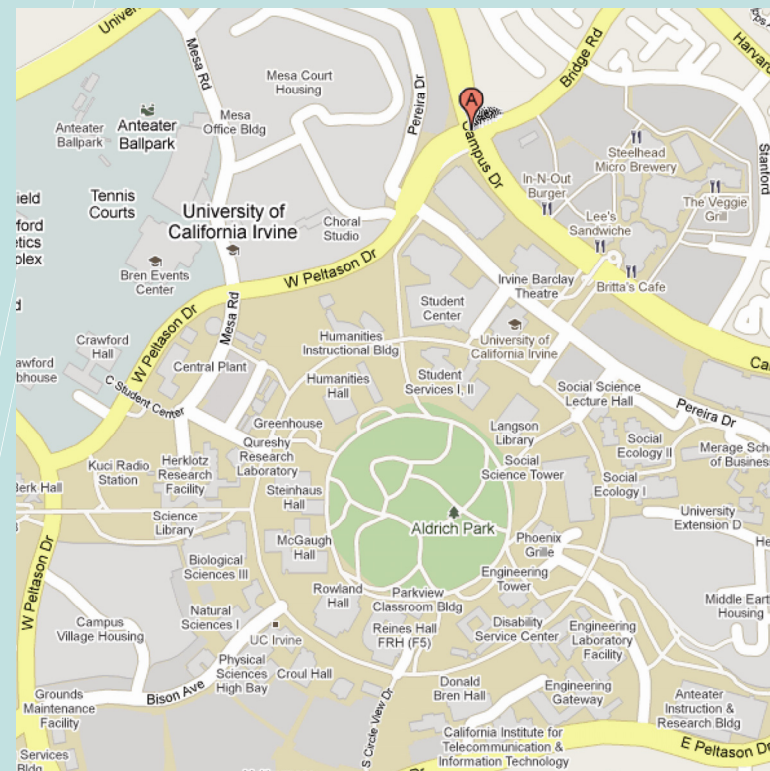 Univer
Mesa Rd
Mesa Court
Housing
Pereira Dr
Bridge Rd
Harvard
A
Campus Dr
Stanford
Anteater
Ballpark
Anteater
Ballpark
Mesa
Office Bldg
Steelhead
Micro Brewery
In-N-Out
Burger
The Veggie
Grill
Tennis
Courts
University of
California Irvine
Choral
Studio
Lee's
Sandwiche
ield
ford
etics
plex
d
Bren Events
Center
W Peltason Dr
Irvine Barclay
Theatre
Britta's Cafe
Mesa Rd
Student
Center
University of
California Irvine
W Peltason Dr
Crawford
Hall
awford
bhouse
C Student Center
Central Plant
Humanities
Instructional Bldg
Humanities
Hall
Student
Services I, II
Ca
Social Science
Lecture Hall
Pereira Dr
Greenhouse
Qureshy
Research
Laboratory
Langson
Library
Social
Ecology II
Merage Sch
of Business
Kuci Radio
Station
Herklotz
Research
Facility
Social
Science Tower
Social
Ecology I
Berk Hall
Steinhaus
Hall
Science
Library
Aldrich Park
University
Extension D
W Peltason Dr
McGaugh
Hall
Phoenix
Grille
He
Biological
Sciences III
Engineering
Tower
Rowland
Hall
Parkview
Classroom Bldg
Middle Earth
Housing
Campus
Village Housing
Natural
Sciences I
UC Irvine
Reines Hall
FRH (F5)
Disability
Service Center
Engineering
Laboratory
Facility
Physical
Sciences
High Bay
Croul Hall
Bison Ave
Donald
Bren Hall
Engineering
Gateway
Grounds
Maintenance
Facility
S Circle View Dr
Anteater
Instruction &
Research Bldg
California Institute for
Telecommunication &
Information Technology
E Peltason Dr
Services
Bldg